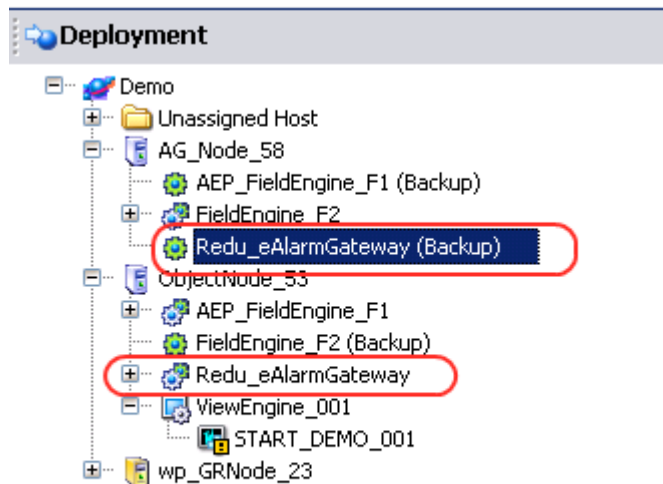 Deployment
Demo
Unassigned Host
AG_Node_58
AEP_FieldEngine_F1 (Backup)
FieldEngine_F2
Redu_eAlarmGateway (Backup)
ObjectNode_53
AEP_FieldEngine_F1
FieldEngine_F2 (Backup)
Redu_eAlarmGateway
ViewEngine_001
START_DEMO_001
wp_GRNode_23